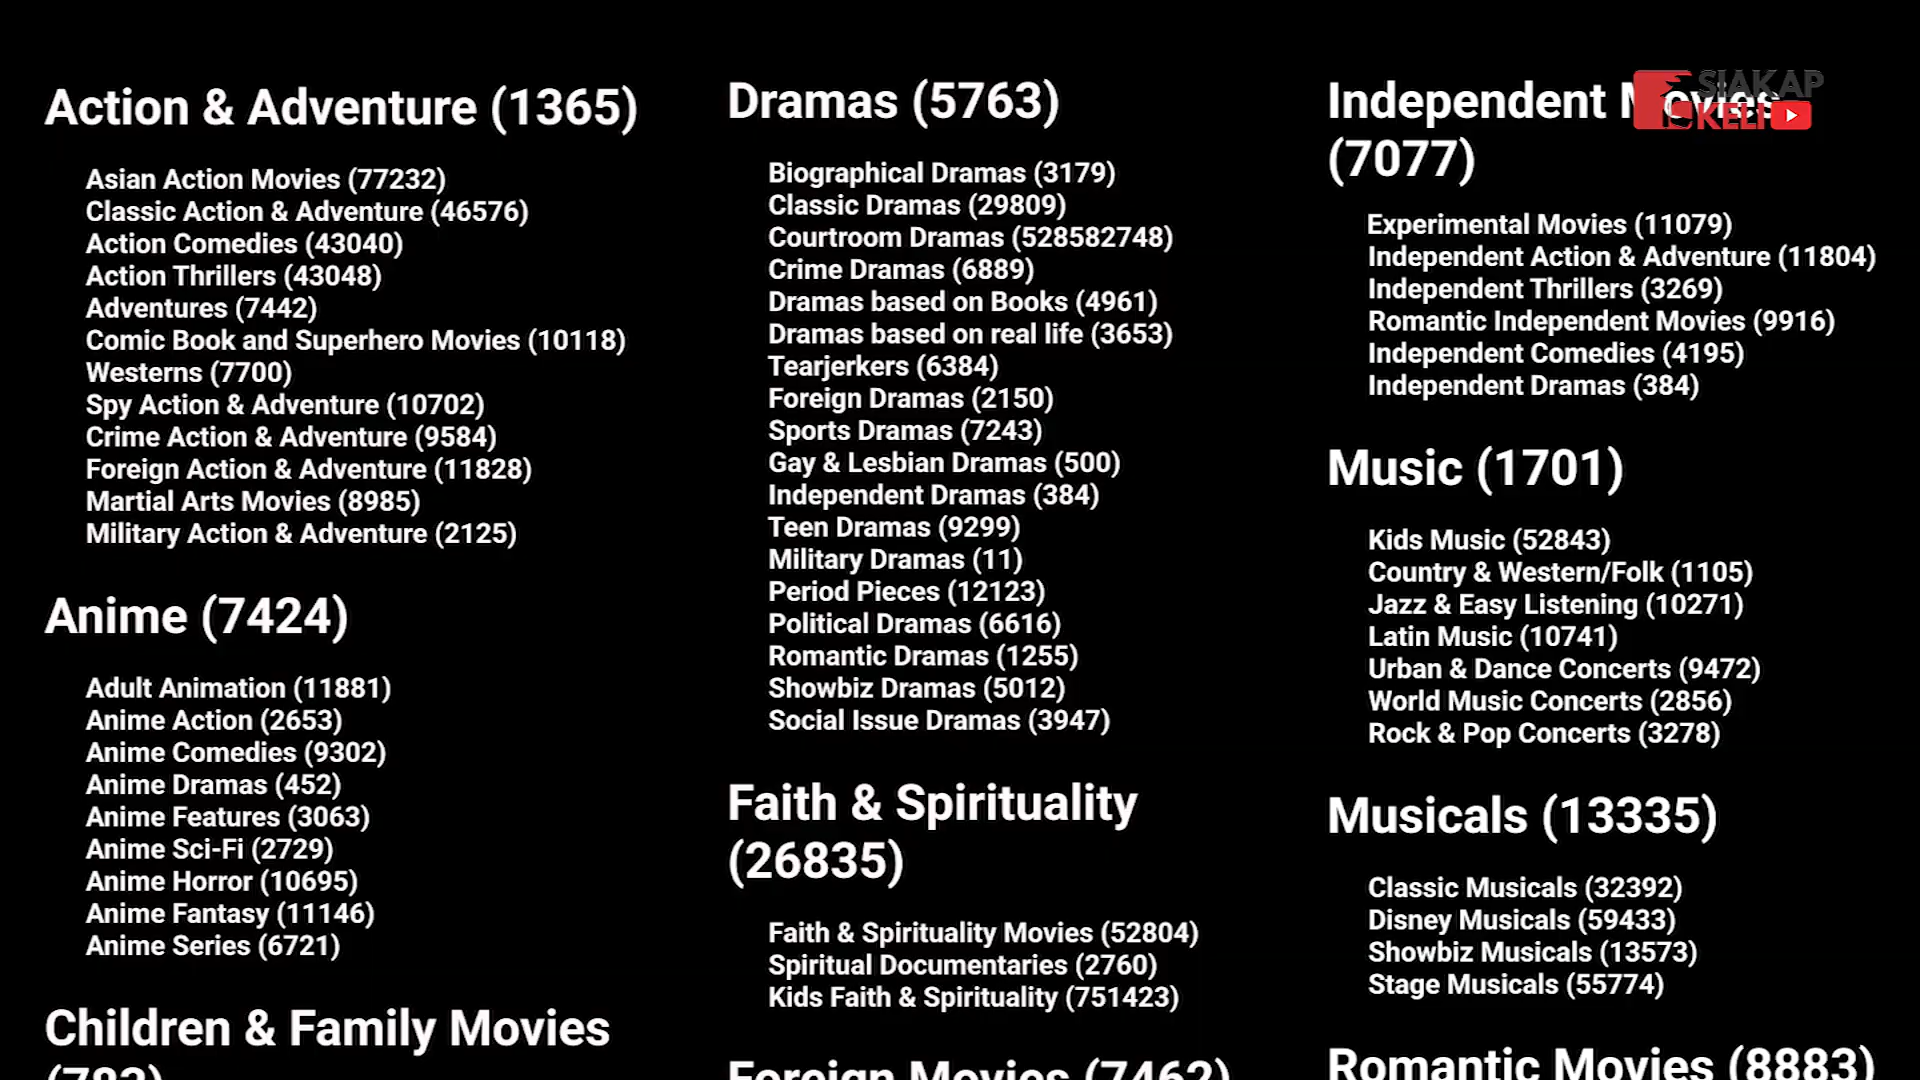 Action & Adventure (1365)
Asian Action Movies (77232)
Classic Action & Adventure (46576)
Action Comedies (43040)
Action Thrillers (43048)
Adventures (7442)
Comic Book and Superhero Movies (10118)
Westerns (7700)
Spy Action & Adventure (10702)
Crime Action & Adventure (9584)
Foreign Action & Adventure (11828)
Martial Arts Movies (8985)
Military Action & Adventure (2125)
Anime (7424)
Adult Animation (11881)
Anime Action (2653)
Anime Comedies (9302)
Anime Dramas (452)
Anime Features (3063)
Anime Sci-Fi (2729)
Anime Horror (10695)
Anime Fantasy (11146)
Anime Series (6721)
Children & Family Movies
(783)
Dramas (5763)
Biographical Dramas (3179)
Classic Dramas (29809)
Courtroom Dramas (528582748)
Crime Dramas (6889)
Dramas based on Books (4961)
Dramas based on real life (3653)
Tearjerkers (6384)
Foreign Dramas (2150)
Sports Dramas (7243)
Gay & Lesbian Dramas (500)
Independent Dramas (384)
Teen Dramas (9299)
Military Dramas (11)
Period Pieces (12123)
Political Dramas (6616)
Romantic Dramas (1255)
Showbiz Dramas (5012)
Social Issue Dramas (3947)
Faith & Spirituality
(26835)
Faith & Spirituality Movies (52804)
Spiritual Documentaries (2760)
Kids Faith & Spirituality (751423)
Foreign Movies (7462)
Independent Movies
(7077)
Experimental Movies (11079)
Independent Action & Adventure (11804)
Independent Thrillers (3269)
Romantic Independent Movies (9916)
Independent Comedies (4195)
Independent Dramas (384)
Music (1701)
Kids Music (52843)
Country & Western/Folk (1105)
Jazz & Easy Listening (10271)
Latin Music (10741)
Urban & Dance Concerts (9472)
World Music Concerts (2856)
Rock & Pop Concerts (3278)
Musicals (13335)
Classic Musicals (32392)
Disney Musicals (59433)
Showbiz Musicals (13573)
Stage Musicals (55774)
Romantic Movies (8883)
SIAKAP
KELI